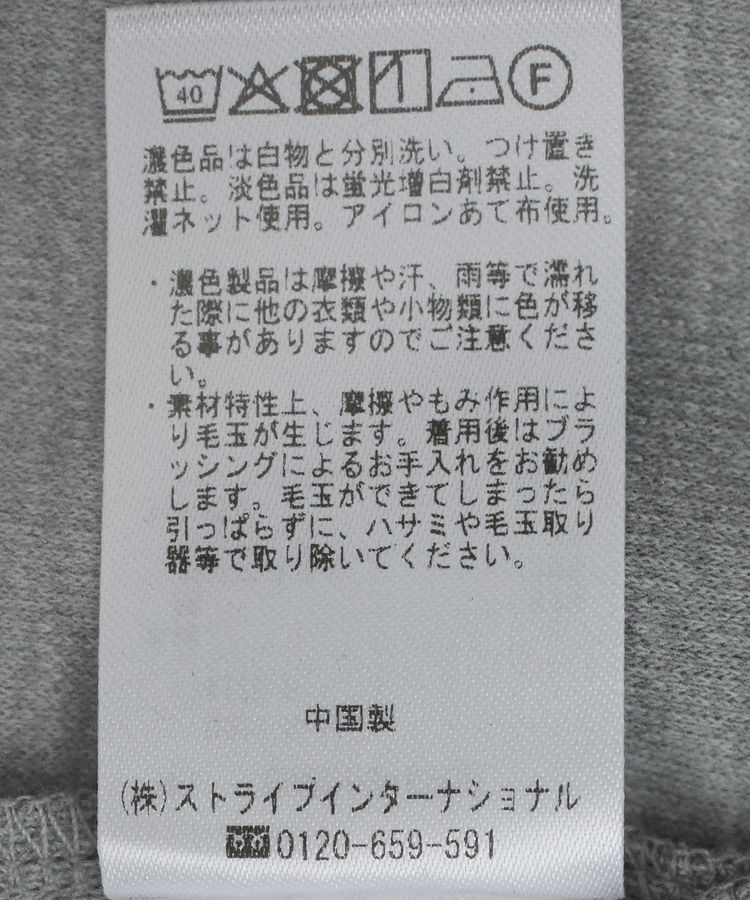 40 F
濃色品は白物と分別洗い。つけ置き
禁止。淡色品は蛍光増白剤禁止。洗
濯ネット使用。アイロンあて布使用。
・濃色製品は摩擦や汗、雨等で濡れ
た際に他の衣類や小物類に色が移
る事がありますのでご注意くださ
い。
・素材特性上、摩擦やもみ作用によ
り毛玉が生じます。着用後はブラ
ッシングによるお手入れをお勧め
します。毛玉ができてしまったら
引っぱらずに、ハサミや毛玉取り
器等で取り除いてください。
中国製
(株)ストライプインターナショナル
0120-659-591